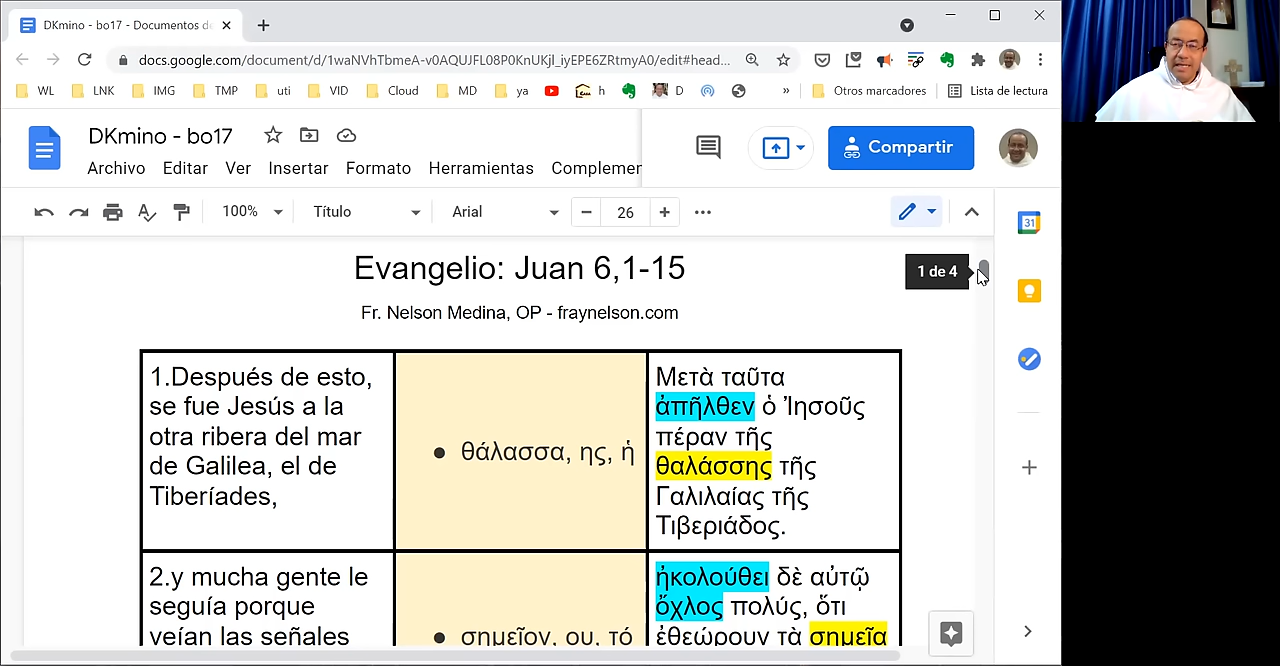 DKmino - bo17 - Documentos d
docs.google.com/document/d/1waNVhTbmeA-v0AQUJFL08P0KnUKjl_iyEPE6ZRtmyA0/edit#head...
WL LNK IMG TMP uti VID Cloud MD ya h D » Otros marcadores Lista de lectura
DKmino - bo17
Compartir
Archivo Editar Ver Insertar Formato Herramientas Complemen
100% Título Arial 26
31
1 de 4
Evangelio: Juan 6,1-15
Fr. Nelson Medina, OP - fraynelson.com
1.Después de esto,
se fue Jesús a la
otra ribera del mar
de Galilea, el de
Tiberíades,
θάλασσα, ης, ἡ
Μετὰ ταῦτα
ἀπῆλθεν ὁ Ἰησοῦς
πέραν τῆς
θαλάσσης τῆς
Γαλιλαίας τῆς
Τιβεριάδος.
2.y mucha gente le
seguía porque
veían las señales
σημεῖον, ου, τό
ἠκολούθει δὲ αὐτῷ
ὄχλος πολύς, ὅτι
ἐθεώρουν τὰ σημεῖα